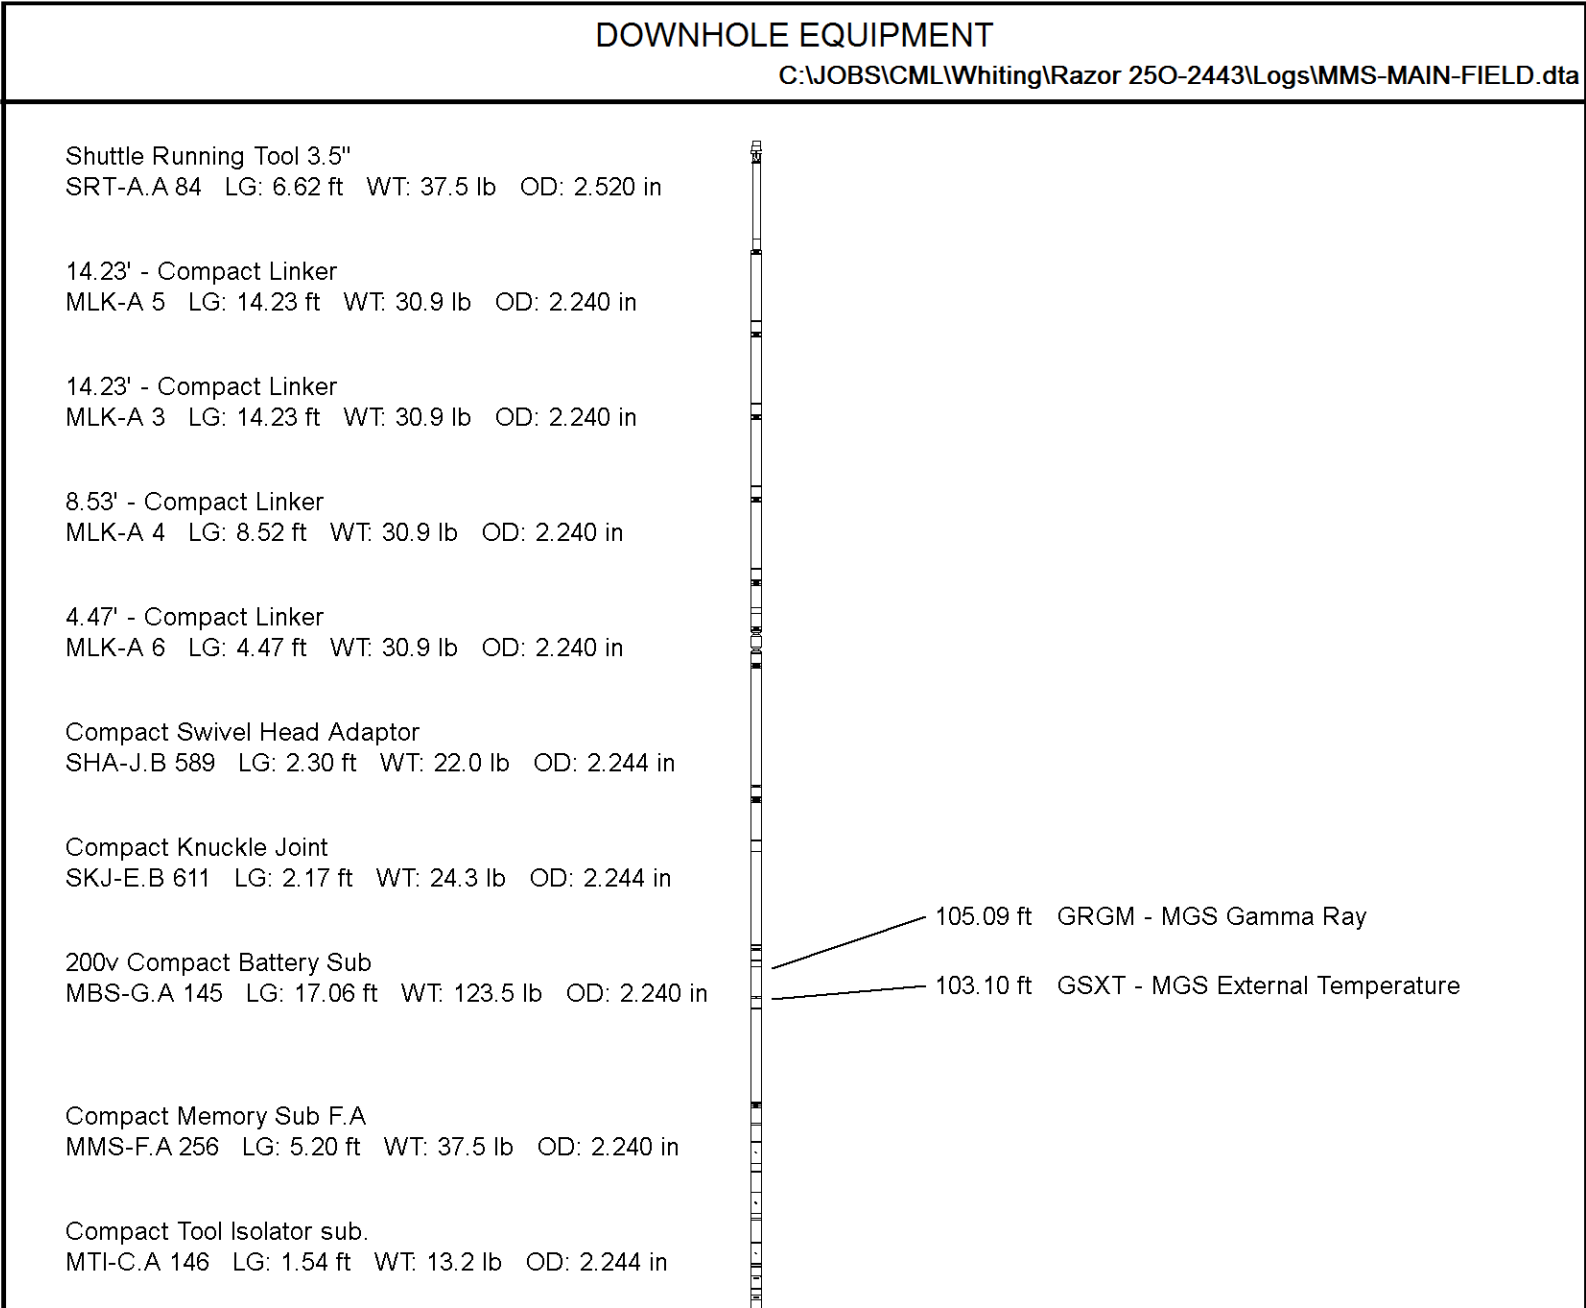 DOWNHOLE EQUIPMENT
C:\JOBS\CML\Whiting\Razor 25O-2443\Logs\MMS-MAIN-FIELD.dta
Shuttle Running Tool 3.5"
SRT-A.A 84 LG: 6.62 ft WT: 37.5 lb OD: 2.520 in
14.23' - Compact Linker
MLK-A 5 LG: 14.23 ft WT: 30.9 lb OD: 2.240 in
14.23' - Compact Linker
MLK-A 3 LG: 14.23 ft WT: 30.9 lb OD: 2.240 in
8.53' - Compact Linker
MLK-A 4 LG: 8.52 ft WT: 30.9 lb OD: 2.240 in
4.47' - Compact Linker
MLK-A 6 LG: 4.47 ft WT: 30.9 lb OD: 2.240 in
Compact Swivel Head Adaptor
SHA-J.B 589 LG: 2.30 ft WT: 22.0 lb OD: 2.244 in
Compact Knuckle Joint
SKJ-E.B 611 LG: 2.17 ft WT: 24.3 lb OD: 2.244 in
105.09 ft GRGM - MGS Gamma Ray
200v Compact Battery Sub
MBS-G.A 145 LG: 17.06 ft WT: 123.5 lb OD: 2.240 in
103.10 ft GSXT - MGS External Temperature
Compact Memory Sub F.A
MMS-F.A 256 LG: 5.20 ft WT: 37.5 lb OD: 2.240 in
Compact Tool Isolator sub.
MTI-C.A 146 LG: 1.54 ft WT: 13.2 lb OD: 2.244 in